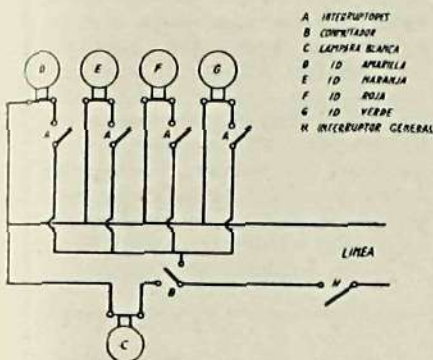 A INTERRUPTORES
B CONMUTADOR
C LAMPARA BLANCA
D ID AMARILLA
E ID NARANJA
F ID ROJA
G ID VERDE
H INTERRUPTOR GENERAL
D E F G
A A A A
LINEA
B H
C